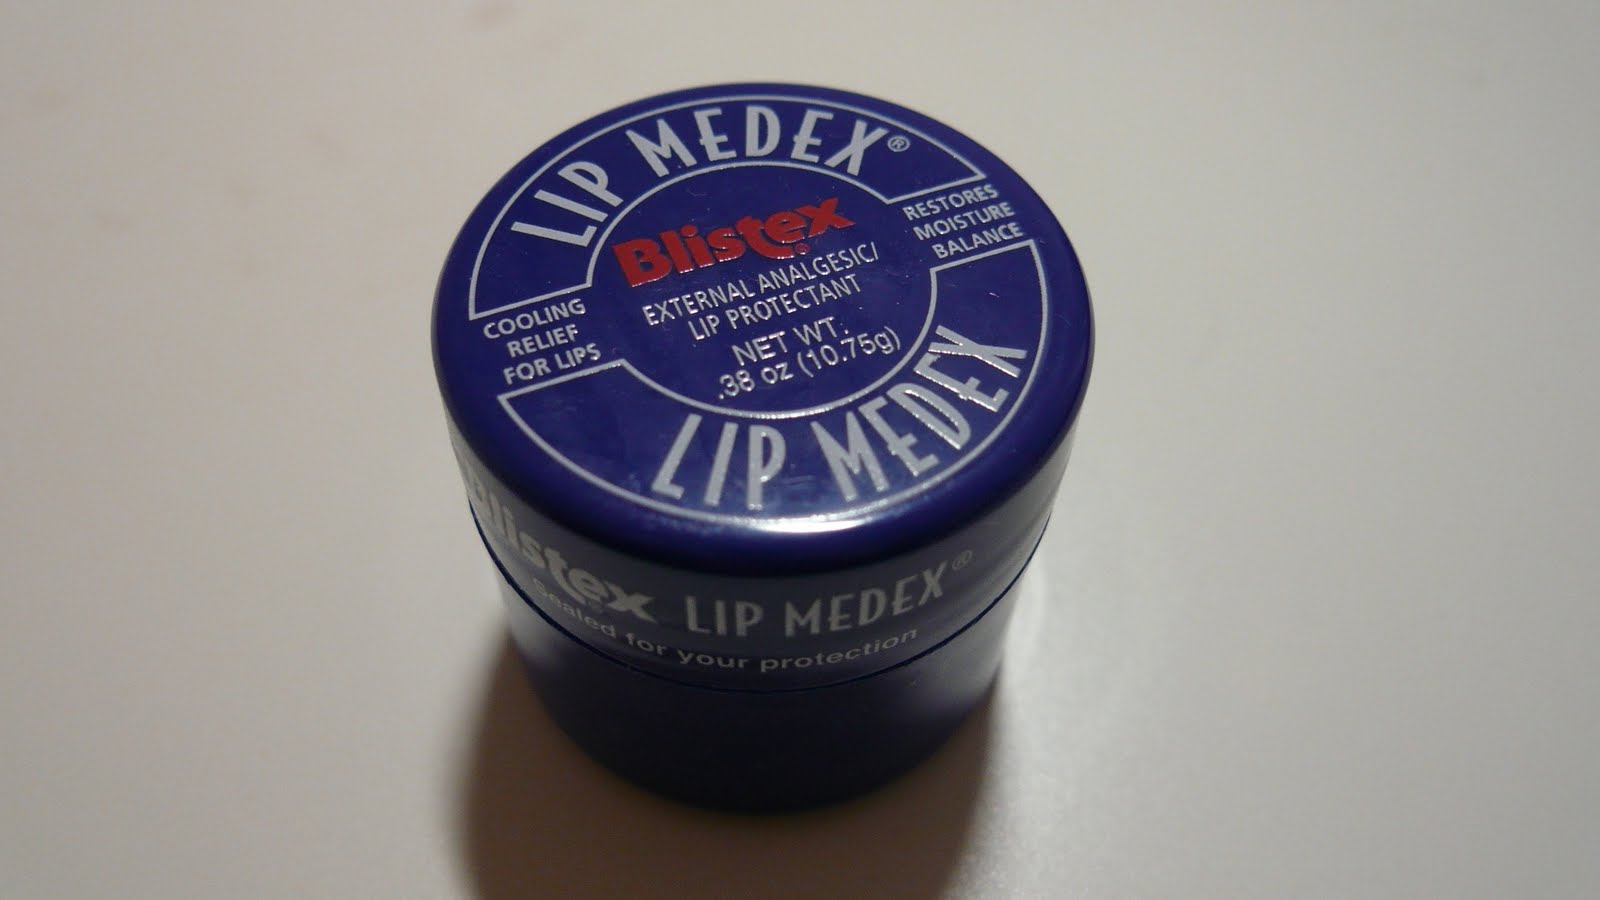 LIP MEDEX®
Blistex®
EXTERNAL ANALGESIC/
LIP PROTECTANT
NET WT.
.38 oz (10.75g)
COOLING
RELIEF
FOR LIPS
RESTORES
MOISTURE
BALANCE
LIP MEDEX
Blistex® LIP MEDEX®
sealed for your protection